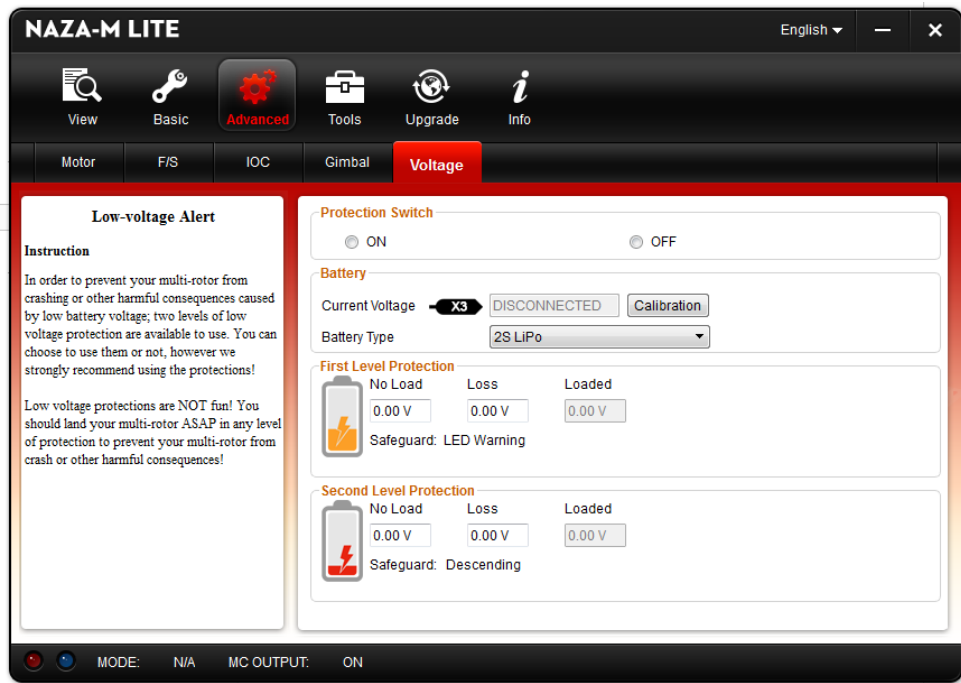 NAZA-M LITE
English
View Basic Advanced Tools Upgrade Info
Motor F/S IOC Gimbal Voltage
Low-voltage Alert
Instruction
In order to prevent your multi-rotor from
crashing or other harmful consequences caused
by low battery voltage; two levels of low
voltage protection are available to use. You can
choose to use them or not, however we
strongly recommend using the protections!
Low voltage protections are NOT fun! You
should land your multi-rotor ASAP in any level
of protection to prevent your multi-rotor from
crash or other harmful consequences!
Protection Switch
ON OFF
Battery
Current Voltage X3 DISCONNECTED Calibration
Battery Type 2S LiPo
First Level Protection
No Load Loss Loaded
0.00 V 0.00 V 0.00 V
Safeguard: LED Warning
Second Level Protection
No Load Loss Loaded
0.00 V 0.00 V 0.00 V
Safeguard: Descending
MODE: N/A MC OUTPUT: ON